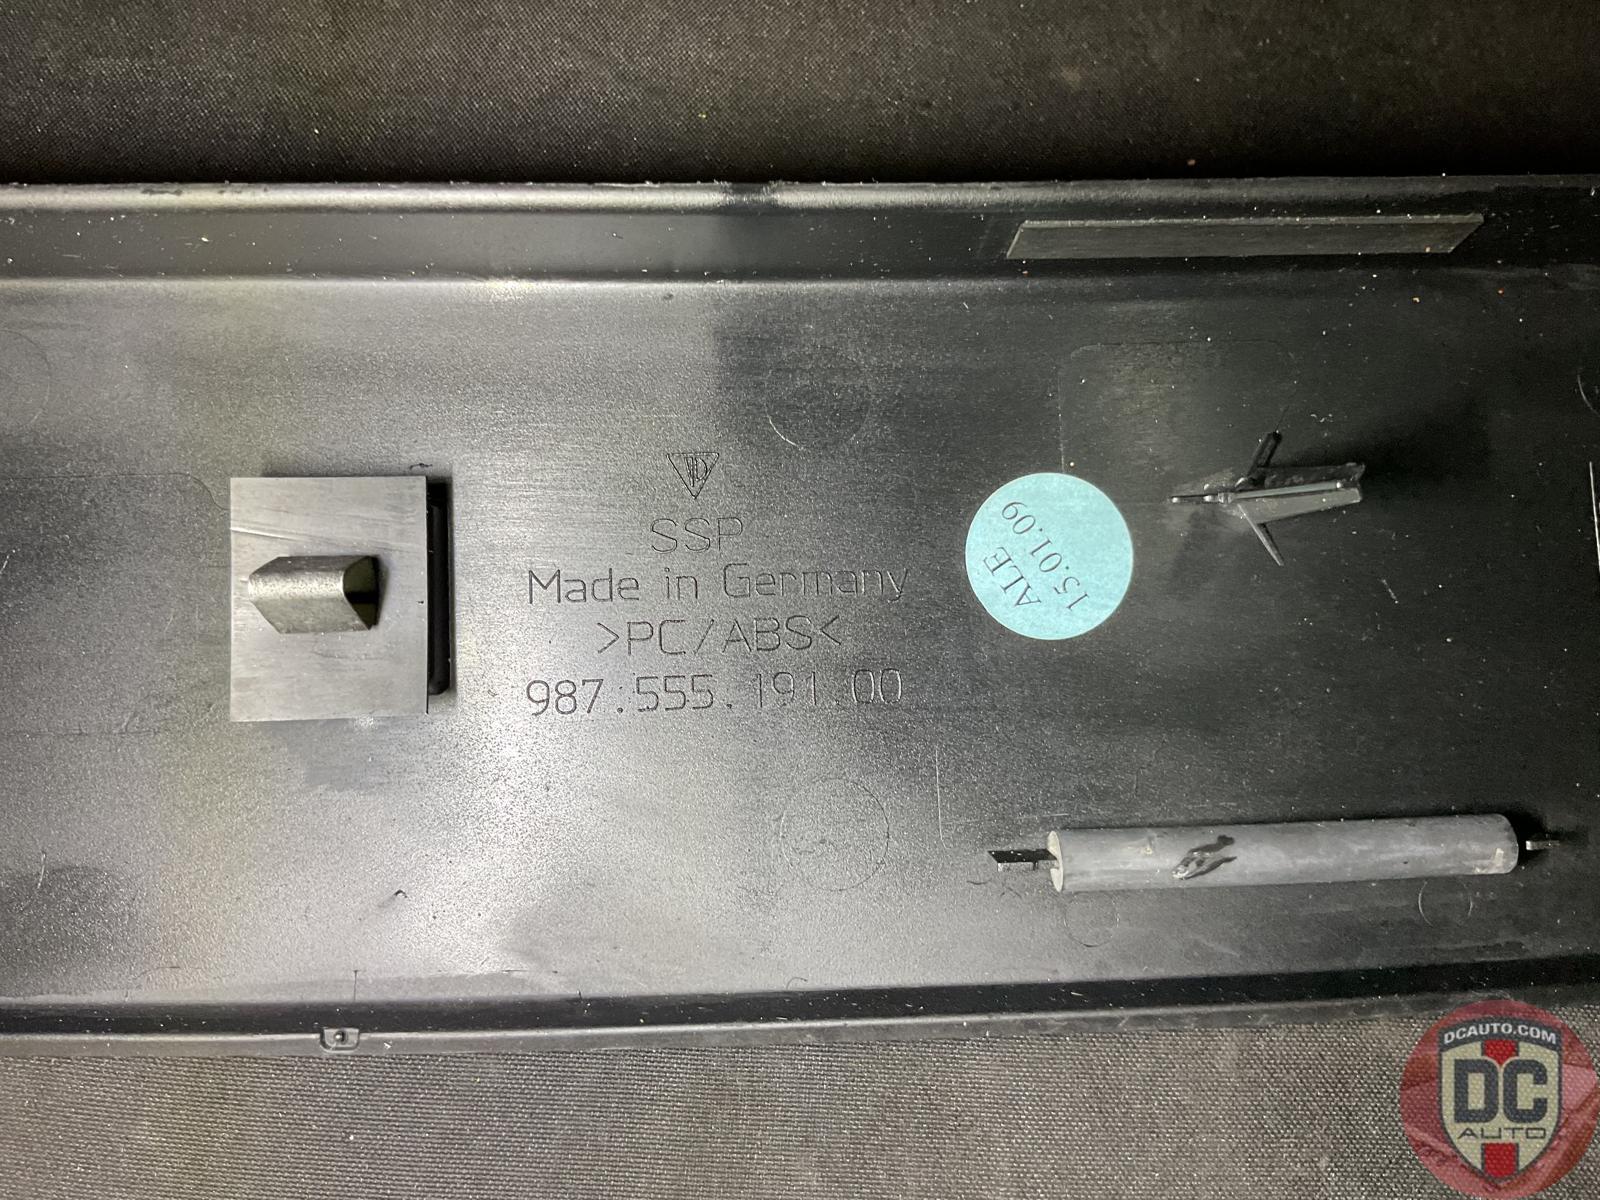 SSP
Made in Germany
>PC/ABS<
987.555.191.00
ALE
15.01.09
DCAUTO.COM
DC
AUTO